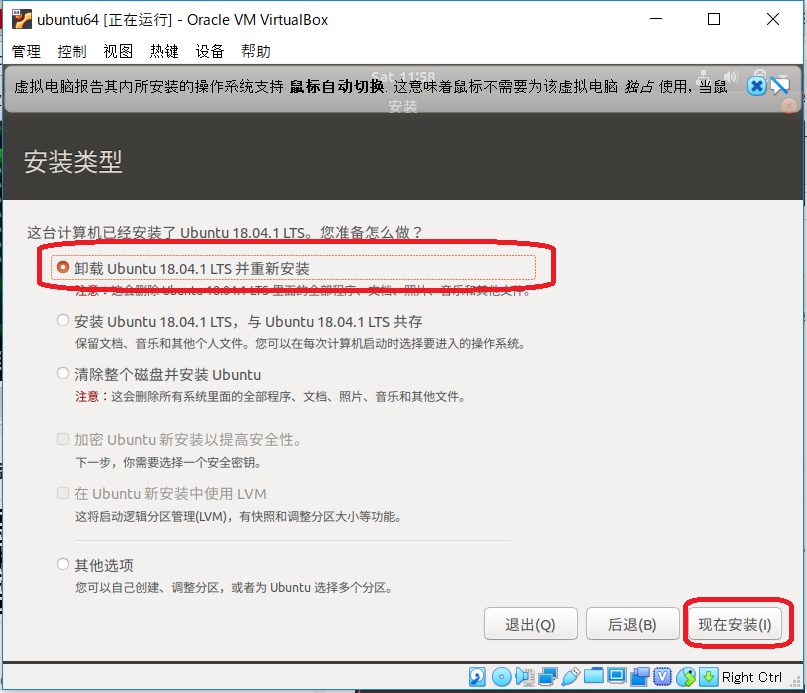 ubuntu64 [正在运行] - Oracle VM VirtualBox
管理 控制 视图 热键 设备 帮助
Sat 11:58
虚拟电脑报告其内所安装的操作系统支持 鼠标自动切换. 这意味着鼠标不需要为该虚拟电脑 独占 使用，当鼠
安装
安装类型
这台计算机已经安装了 Ubuntu 18.04.1 LTS。您准备怎么做？
卸载 Ubuntu 18.04.1 LTS 并重新安装
注意：这会删除 Ubuntu 18.04.1 LTS 里面的全部程序、文档、照片、音乐和其他文件。
安装 Ubuntu 18.04.1 LTS，与 Ubuntu 18.04.1 LTS 共存
保留文档、音乐和其他个人文件。您可以在每次计算机启动时选择要进入的操作系统。
清除整个磁盘并安装 Ubuntu
注意：这会删除所有系统里面的全部程序、文档、照片、音乐和其他文件。
加密 Ubuntu 新安装以提高安全性。
下一步，你需要选择一个安全密钥。
在 Ubuntu 新安装中使用 LVM
这将启动逻辑分区管理(LVM)，有快照和调整分区大小等功能。
其他选项
您可以自己创建、调整分区，或者为 Ubuntu 选择多个分区。
退出(Q) 后退(B) 现在安装(I)
Right Ctrl